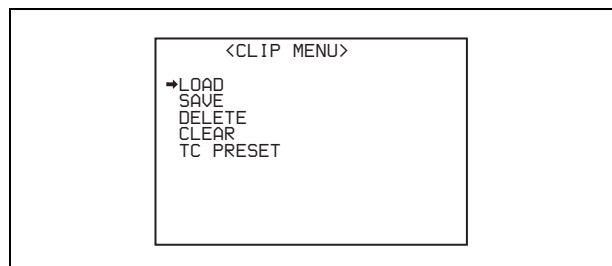 <CLIP MENU>
➡LOAD
SAVE
DELETE
CLEAR
TC PRESET